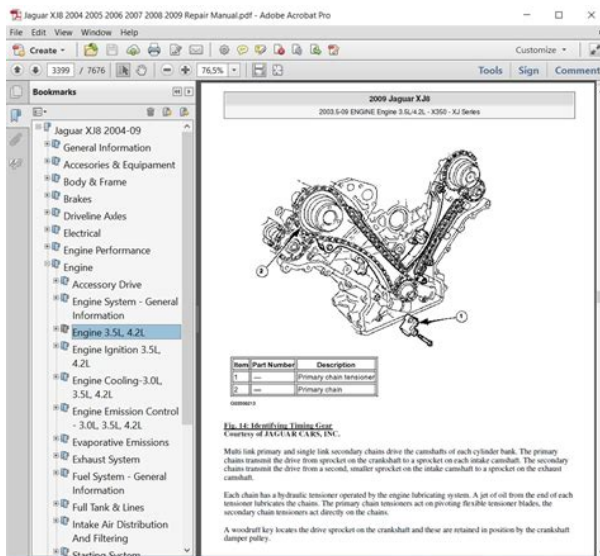 Jaguar XJ8 2004 2005 2006 2007 2008 2009 Repair Manual.pdf - Adobe Acrobat Pro
File Edit View Window Help
Create
Customize
3399 / 7676
76,5%
Tools Sign Comment
Bookmarks
Jaguar XJ8 2004-09
General Information
Accesories & Equipament
Body & Frame
Brakes
Driveline Axles
Electrical
Engine Performance
Engine
Accessory Drive
Engine System - General
Information
Engine 3.5L, 4.2L
Engine Ignition 3.5L,
4.2L
Engine Cooling-3.0L,
3.5L, 4.2L
Engine Emission Control
- 3.0L, 3.5L, 4.2L
Evaporative Emissions
Exhaust System
Fuel System - General
Information
Full Tank & Lines
Intake Air Distribution
And Filtering
Starting System
2009 Jaguar XJ8
2003.5-09 ENGINE Engine 3.5L/4.2L - X350 - XJ Series
2
1
Item Part Number Description
1 — Primary chain tensioner
2 — Primary chain
Fig. 14: Identifying Timing Gear
Courtesy of JAGUAR CARS, INC.
Multi link primary and single link secondary chains drive the camshafts of each cylinder bank. The primary
chains transmit the drive from sprocket on the crankshaft to a sprocket on each intake camshaft. The secondary
chains transmit the drive from a second, smaller sprocket on the intake camshaft to a sprocket on the exhaust
camshaft.
Each chain has a hydraulic tensioner operated by the engine lubricating system. A jet of oil from the end of each
tensioner lubricates the chains. The primary chain tensioners act on pivoting flexible tensioner blades, the
secondary chain tensioners act directly on the chains.
A woodruff key locates the drive sprocket on the crankshaft and these are retained in position by the crankshaft
damper pulley.